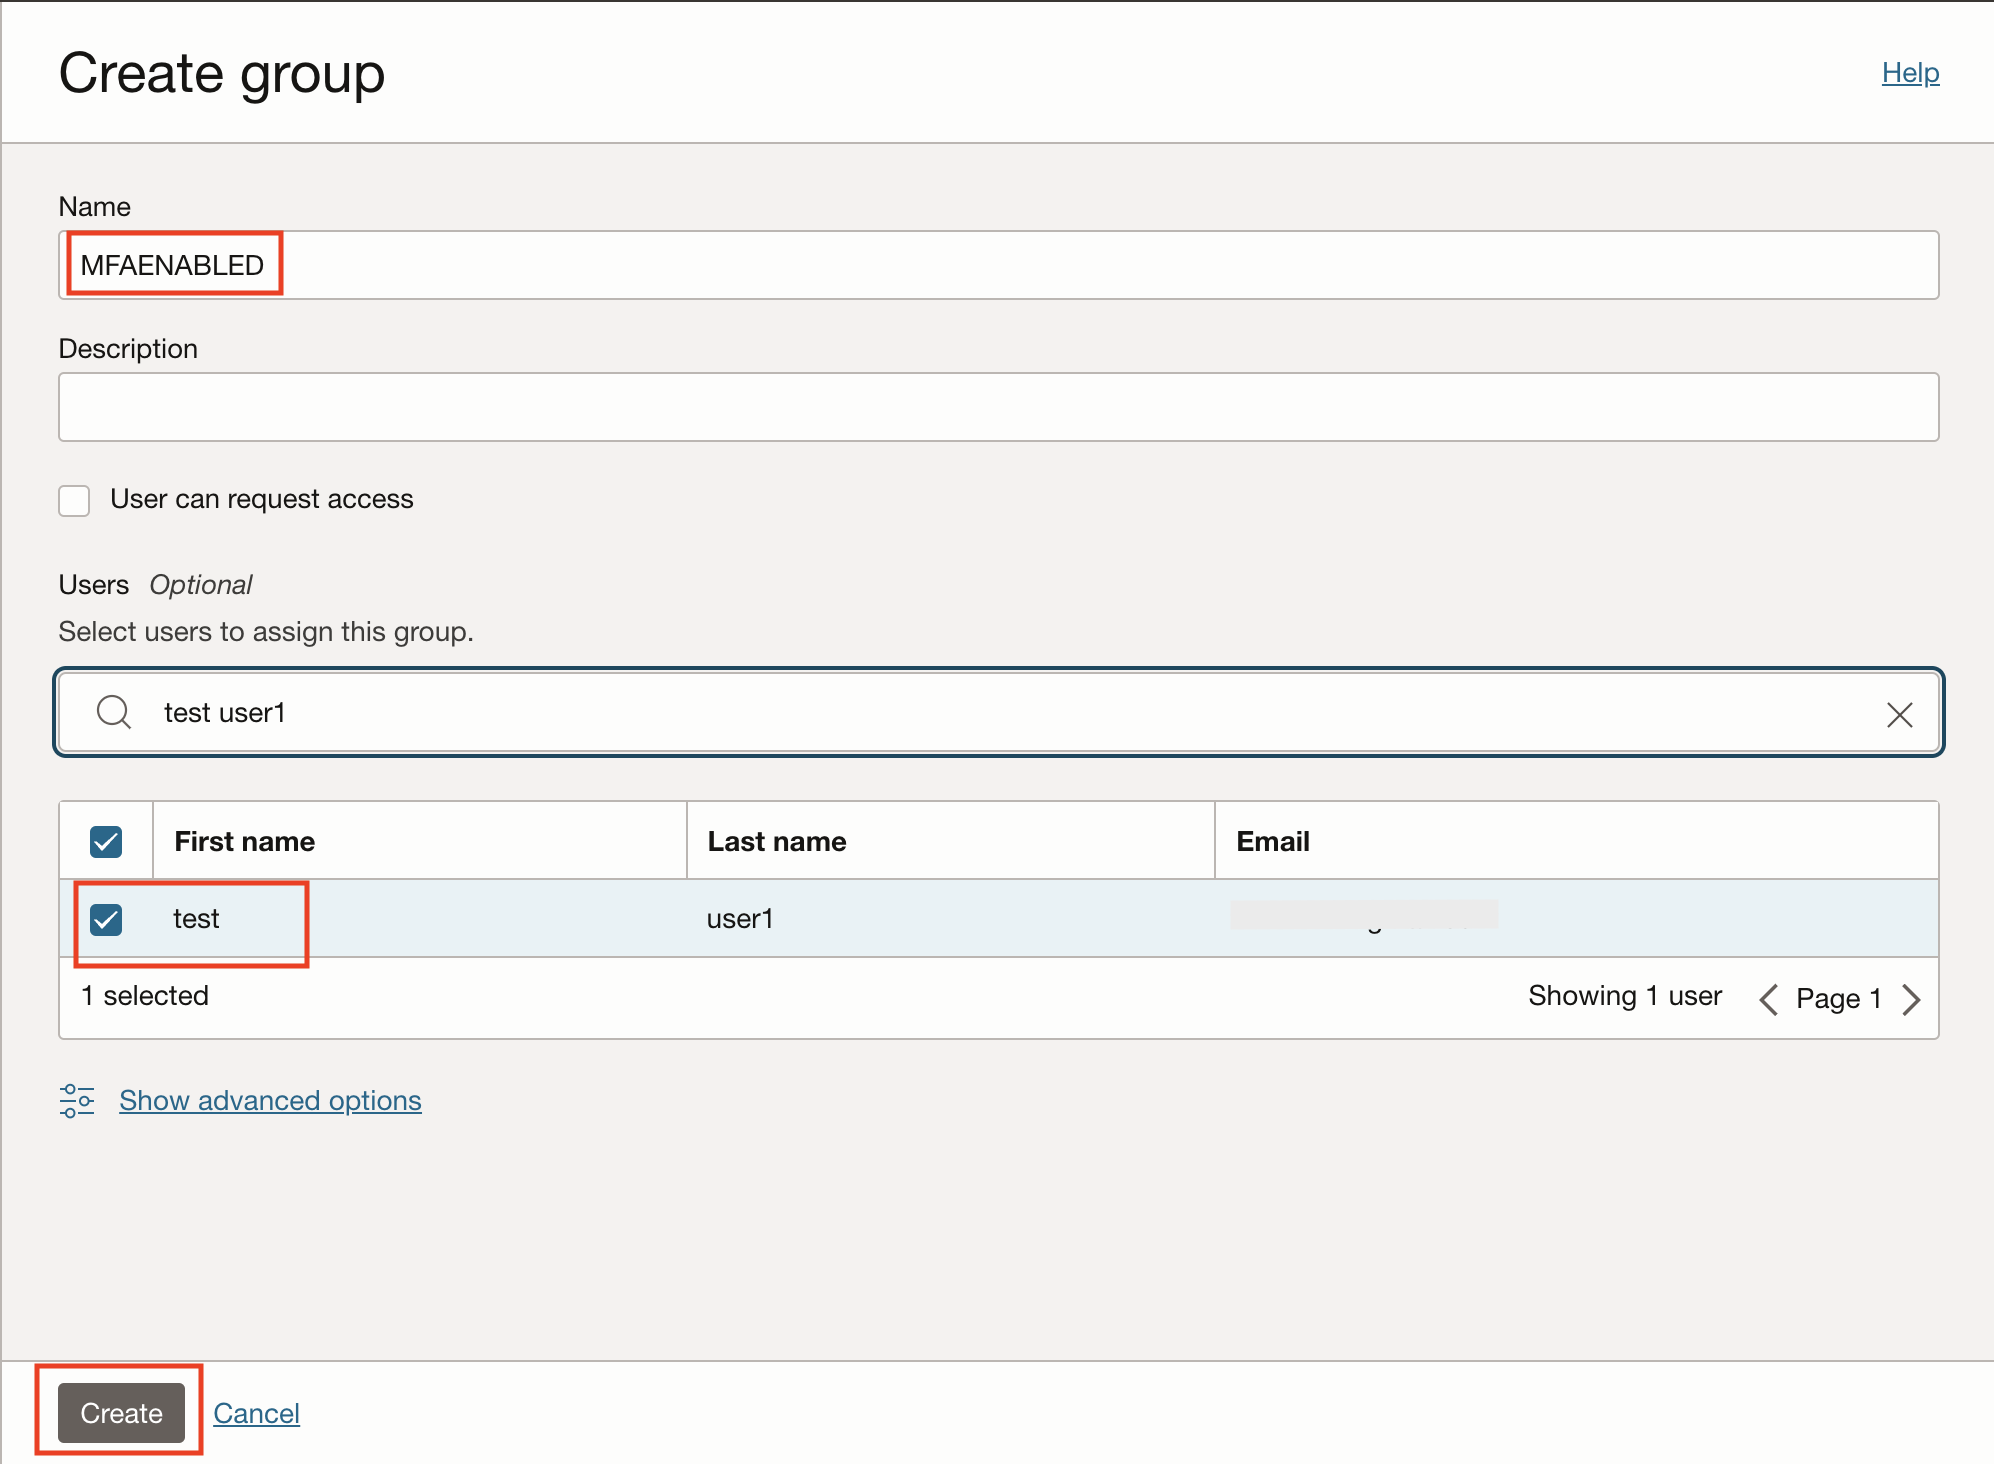 Create group
Help
Name
MFAENABLED
Description
User can request access
Users Optional
Select users to assign this group.
test user1
First name Last name Email
test user1
1 selected Showing 1 user Page 1
Show advanced options
Create Cancel